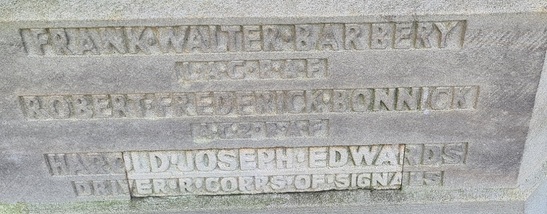 FRANK·WALTER·BARBERY
L·A·C·R·A·F
ROBERT·FREDERICK·BONNICK
HAROLD·JOSEPH·EDWARDS
DRIVER·R·CORPS·OF·SIGNALS